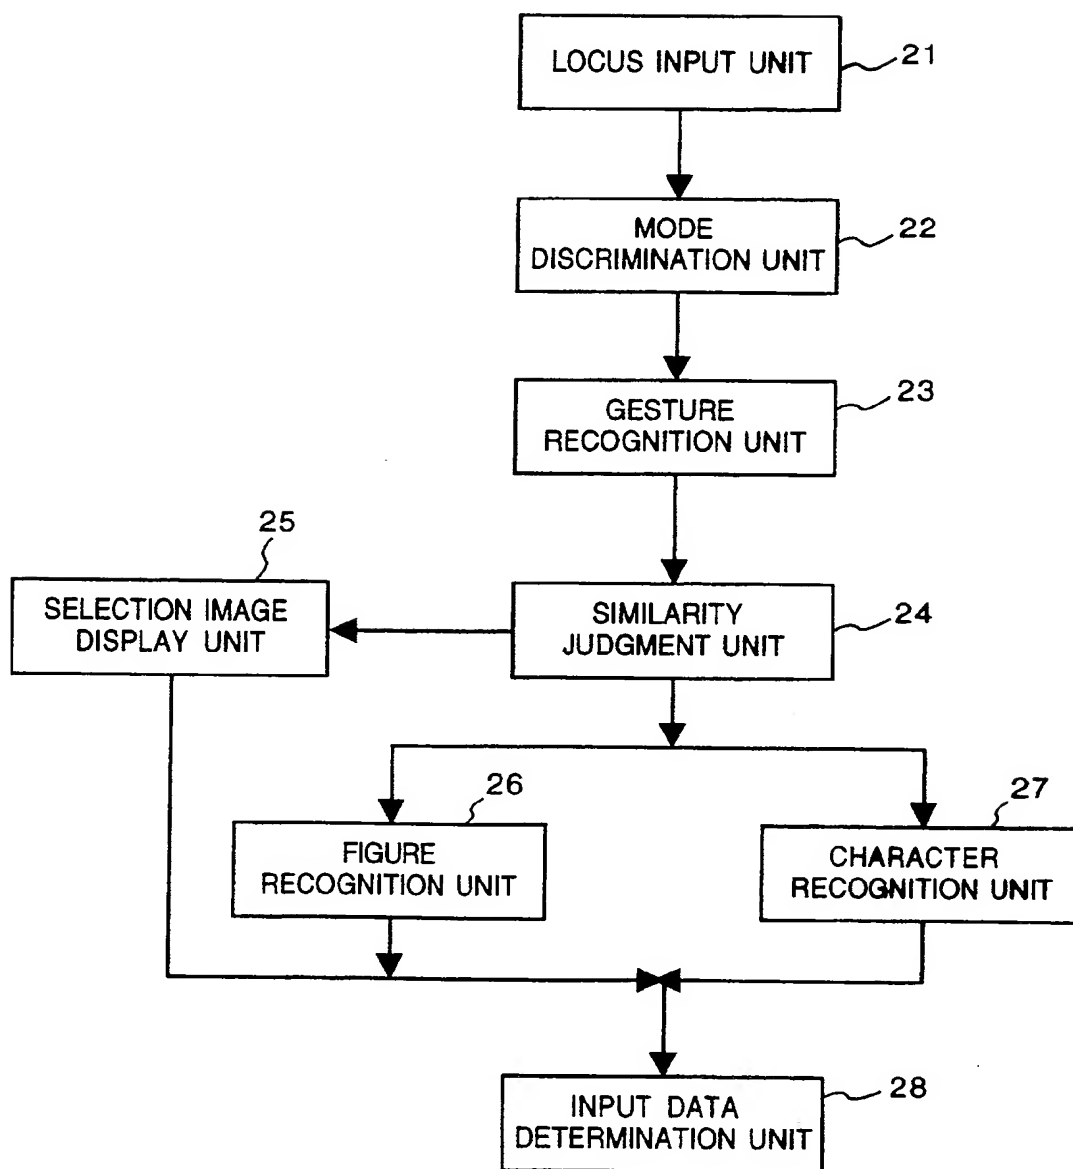 LOCUS INPUT UNIT
21
MODE
DISCRIMINATION UNIT
22
GESTURE
RECOGNITION UNIT
23
25
SELECTION IMAGE
DISPLAY UNIT
SIMILARITY
JUDGMENT UNIT
24
26
FIGURE
RECOGNITION UNIT
27
CHARACTER
RECOGNITION UNIT
INPUT DATA
DETERMINATION UNIT
28